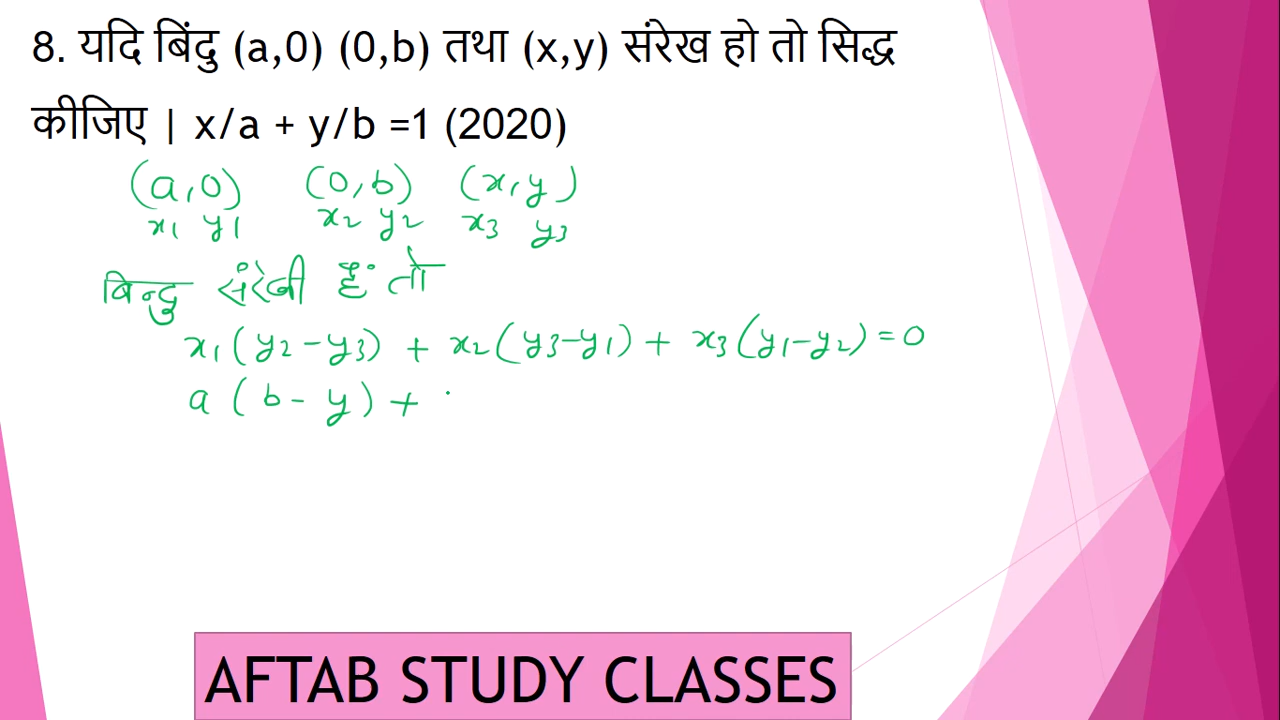 8. यदि बिंदु (a,0) (0,b) तथा (x,y) संरेख हो तो सिद्ध
कीजिए | x/a + y/b =1 (2020)
(a,0) (0,b) (x,y)
x1 y1 x2 y2 x3 y3
बिन्दु संरेखी हैं तो
x1(y2-y3) + x2(y3-y1) + x3(y1-y2)=0
a(b-y)+
AFTAB STUDY CLASSES